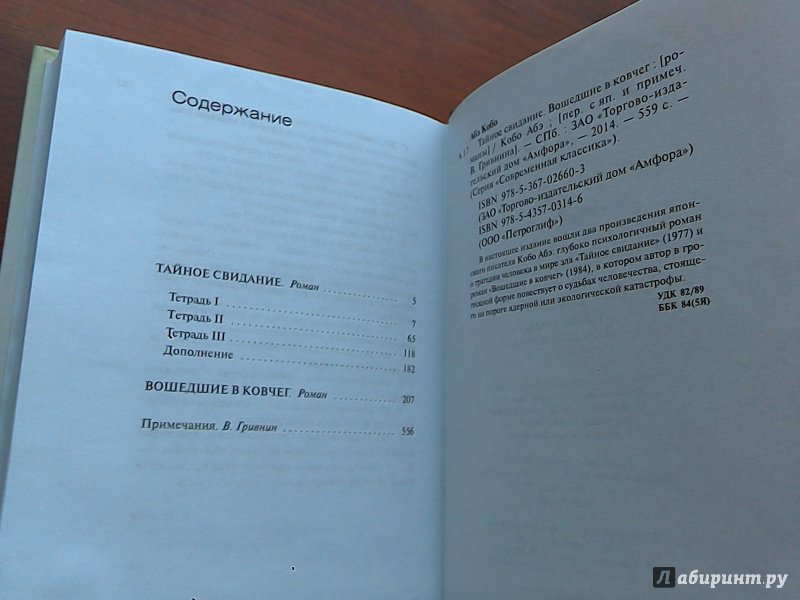 Содержание
ТАЙНОЕ СВИДАНИЕ. Роман 5
Тетрадь I 7
Тетрадь II 65
Тетрадь III 118
Дополнение 182
ВОШЕДШИЕ В КОВЧЕГ. Роман 207
Примечания. В. Гривнин 556
Абэ Кобо
А 17 Тайное свидание. Вошедшие в ковчег : [ро-
маны] / Кобо Абэ ; [пер. с яп. и примеч.
В. Гривнина]. — СПб. : ЗАО «Торгово-изда-
тельский дом «Амфора», — 2014. — 559 с. —
(Серия «Современная классика»).
ISBN 978-5-367-02660-3
(ЗАО «Торгово-издательский дом «Амфора»)
ISBN 978-5-4357-0314-6
(ООО «Петроглиф»)
В настоящее издание вошли два произведения япон-
ского писателя Кобо Абэ: глубоко психологичный роман
о трагедии человека в мире зла «Тайное свидание» (1977) и
роман «Вошедшие в ковчег» (1984), в котором автор в гро-
тескной форме повествует о судьбах человечества, стояще-
го на пороге ядерной или экологической катастрофы.
УДК 82/89
ББК 84(5Я)
Лабиринт.ру